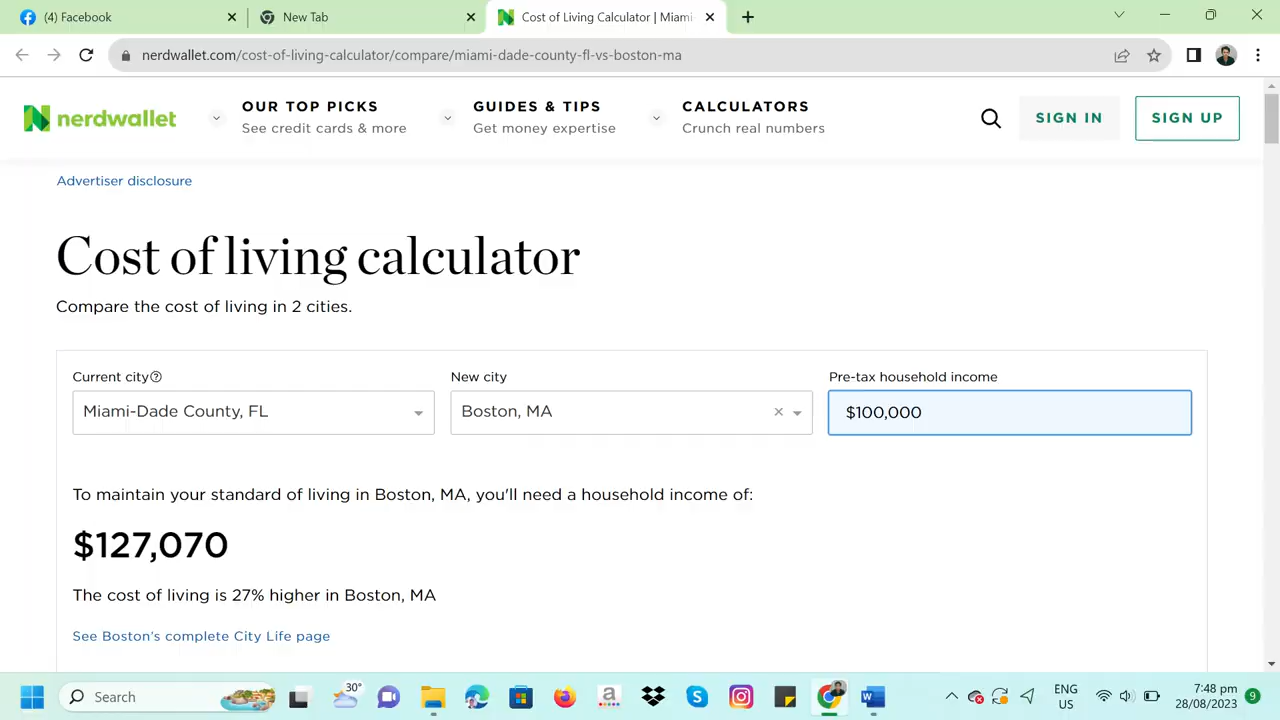 (4) Facebook
New Tab
Cost of Living Calculator | Miami
nerdwallet.com/cost-of-living-calculator/compare/miami-dade-county-fl-vs-boston-ma
nerdwallet
OUR TOP PICKS
See credit cards & more
GUIDES & TIPS
Get money expertise
CALCULATORS
Crunch real numbers
SIGN IN
SIGN UP
Advertiser disclosure
Cost of living calculator
Compare the cost of living in 2 cities.
Current city
New city
Pre-tax household income
Miami-Dade County, FL
Boston, MA
$100,000
To maintain your standard of living in Boston, MA, you'll need a household income of:
$127,070
The cost of living is 27% higher in Boston, MA
See Boston's complete City Life page
Search
30°
ENG
US
7:48 pm
28/08/2023
9